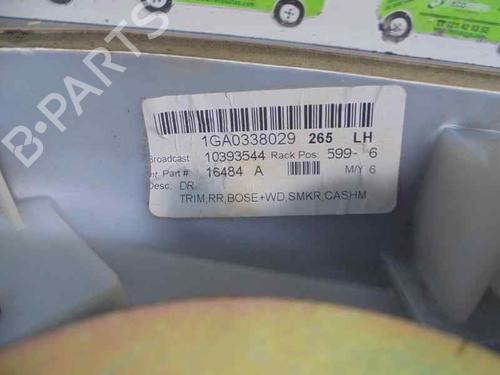 1GA0338029 265 LH
Broadcast: 10393544 Rack Pos: 599- 6
Part # 16484 A M/Y 6
Desc: DR
TRIM,RR,BOSE+WD,SMKR,CASHM
B-PARTS